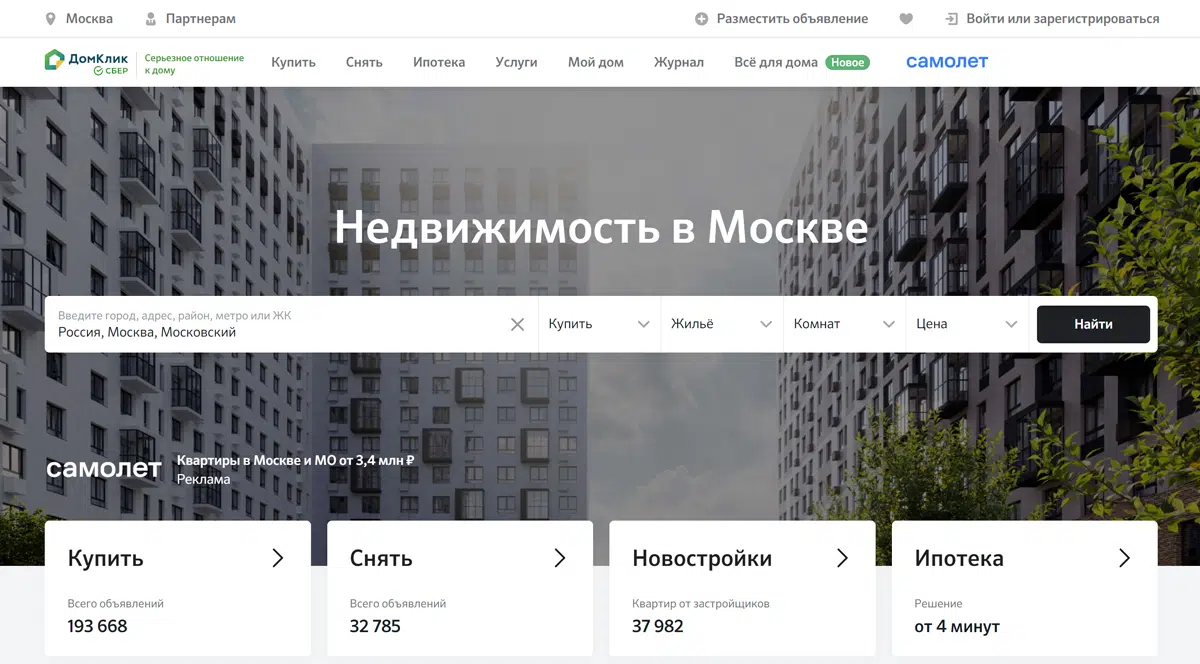 Москва
Партнерам
Разместить объявление
Войти или зарегистрироваться
ДомКлик
СБЕР
Серьезное отношение
к дому
Купить
Снять
Ипотека
Услуги
Мой дом
Журнал
Всё для дома
Новое
самолет
Недвижимость в Москве
Введите город, адрес, район, метро или ЖК
Россия, Москва, Московский
Купить
Жильё
Комнат
Цена
Найти
самолет
Квартиры в Москве и МО от 3,4 млн ₽
Реклама
Купить
Всего объявлений
193 668
Снять
Всего объявлений
32 785
Новостройки
Квартир от застройщиков
37 982
Ипотека
Решение
от 4 минут